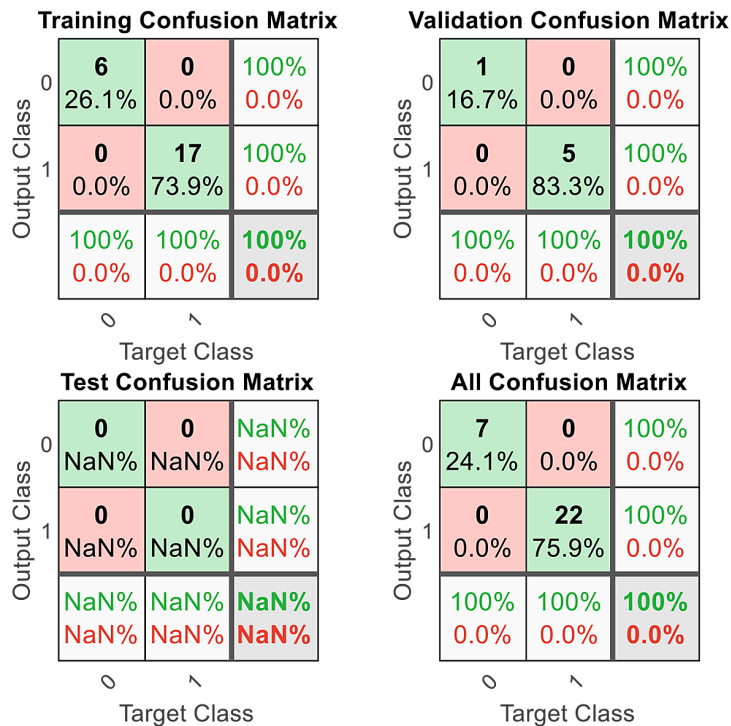 Training Confusion Matrix
Output Class
0
6
0
100%
26.1%
0.0%
0.0%
1
0
17
100%
0.0%
73.9%
0.0%
100%
100%
100%
0.0%
0.0%
0.0%
0
1
Target Class
Validation Confusion Matrix
Output Class
0
1
0
100%
16.7%
0.0%
0.0%
1
0
5
100%
0.0%
83.3%
0.0%
100%
100%
100%
0.0%
0.0%
0.0%
0
1
Target Class
Test Confusion Matrix
Output Class
0
0
0
NaN%
NaN%
NaN%
NaN%
1
0
0
NaN%
NaN%
NaN%
NaN%
NaN%
NaN%
NaN%
NaN%
NaN%
NaN%
0
1
Target Class
All Confusion Matrix
Output Class
0
7
0
100%
24.1%
0.0%
0.0%
1
0
22
100%
0.0%
75.9%
0.0%
100%
100%
100%
0.0%
0.0%
0.0%
0
1
Target Class